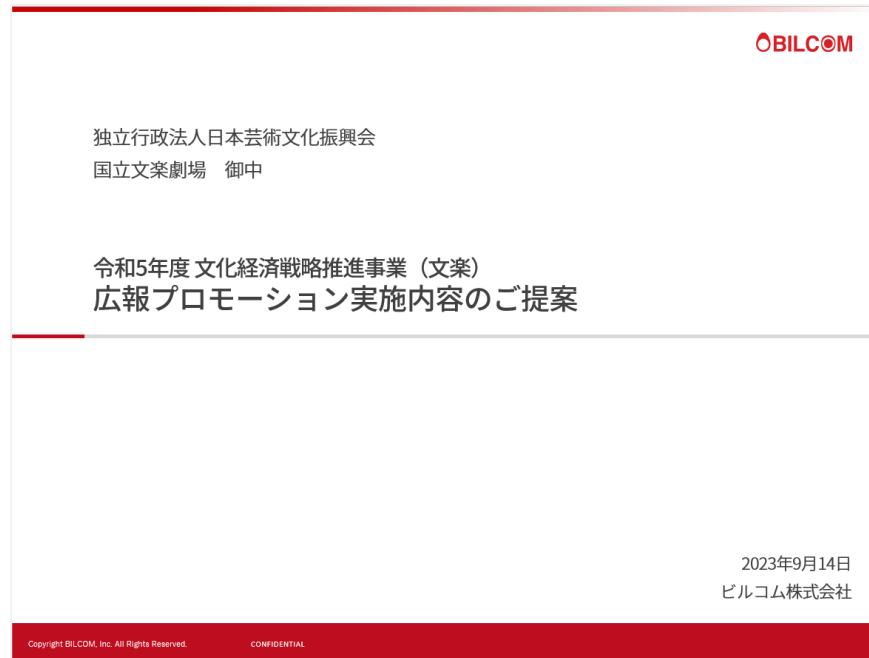 BILCOM
独立行政法人日本芸術文化振興会
国立文楽劇場　御中
令和5年度 文化経済戦略推進事業（文楽）
広報プロモーション実施内容のご提案
2023年9月14日
ビルコム株式会社
Copyright BILCOM, Inc. All Rights Reserved.　CONFIDENTIAL